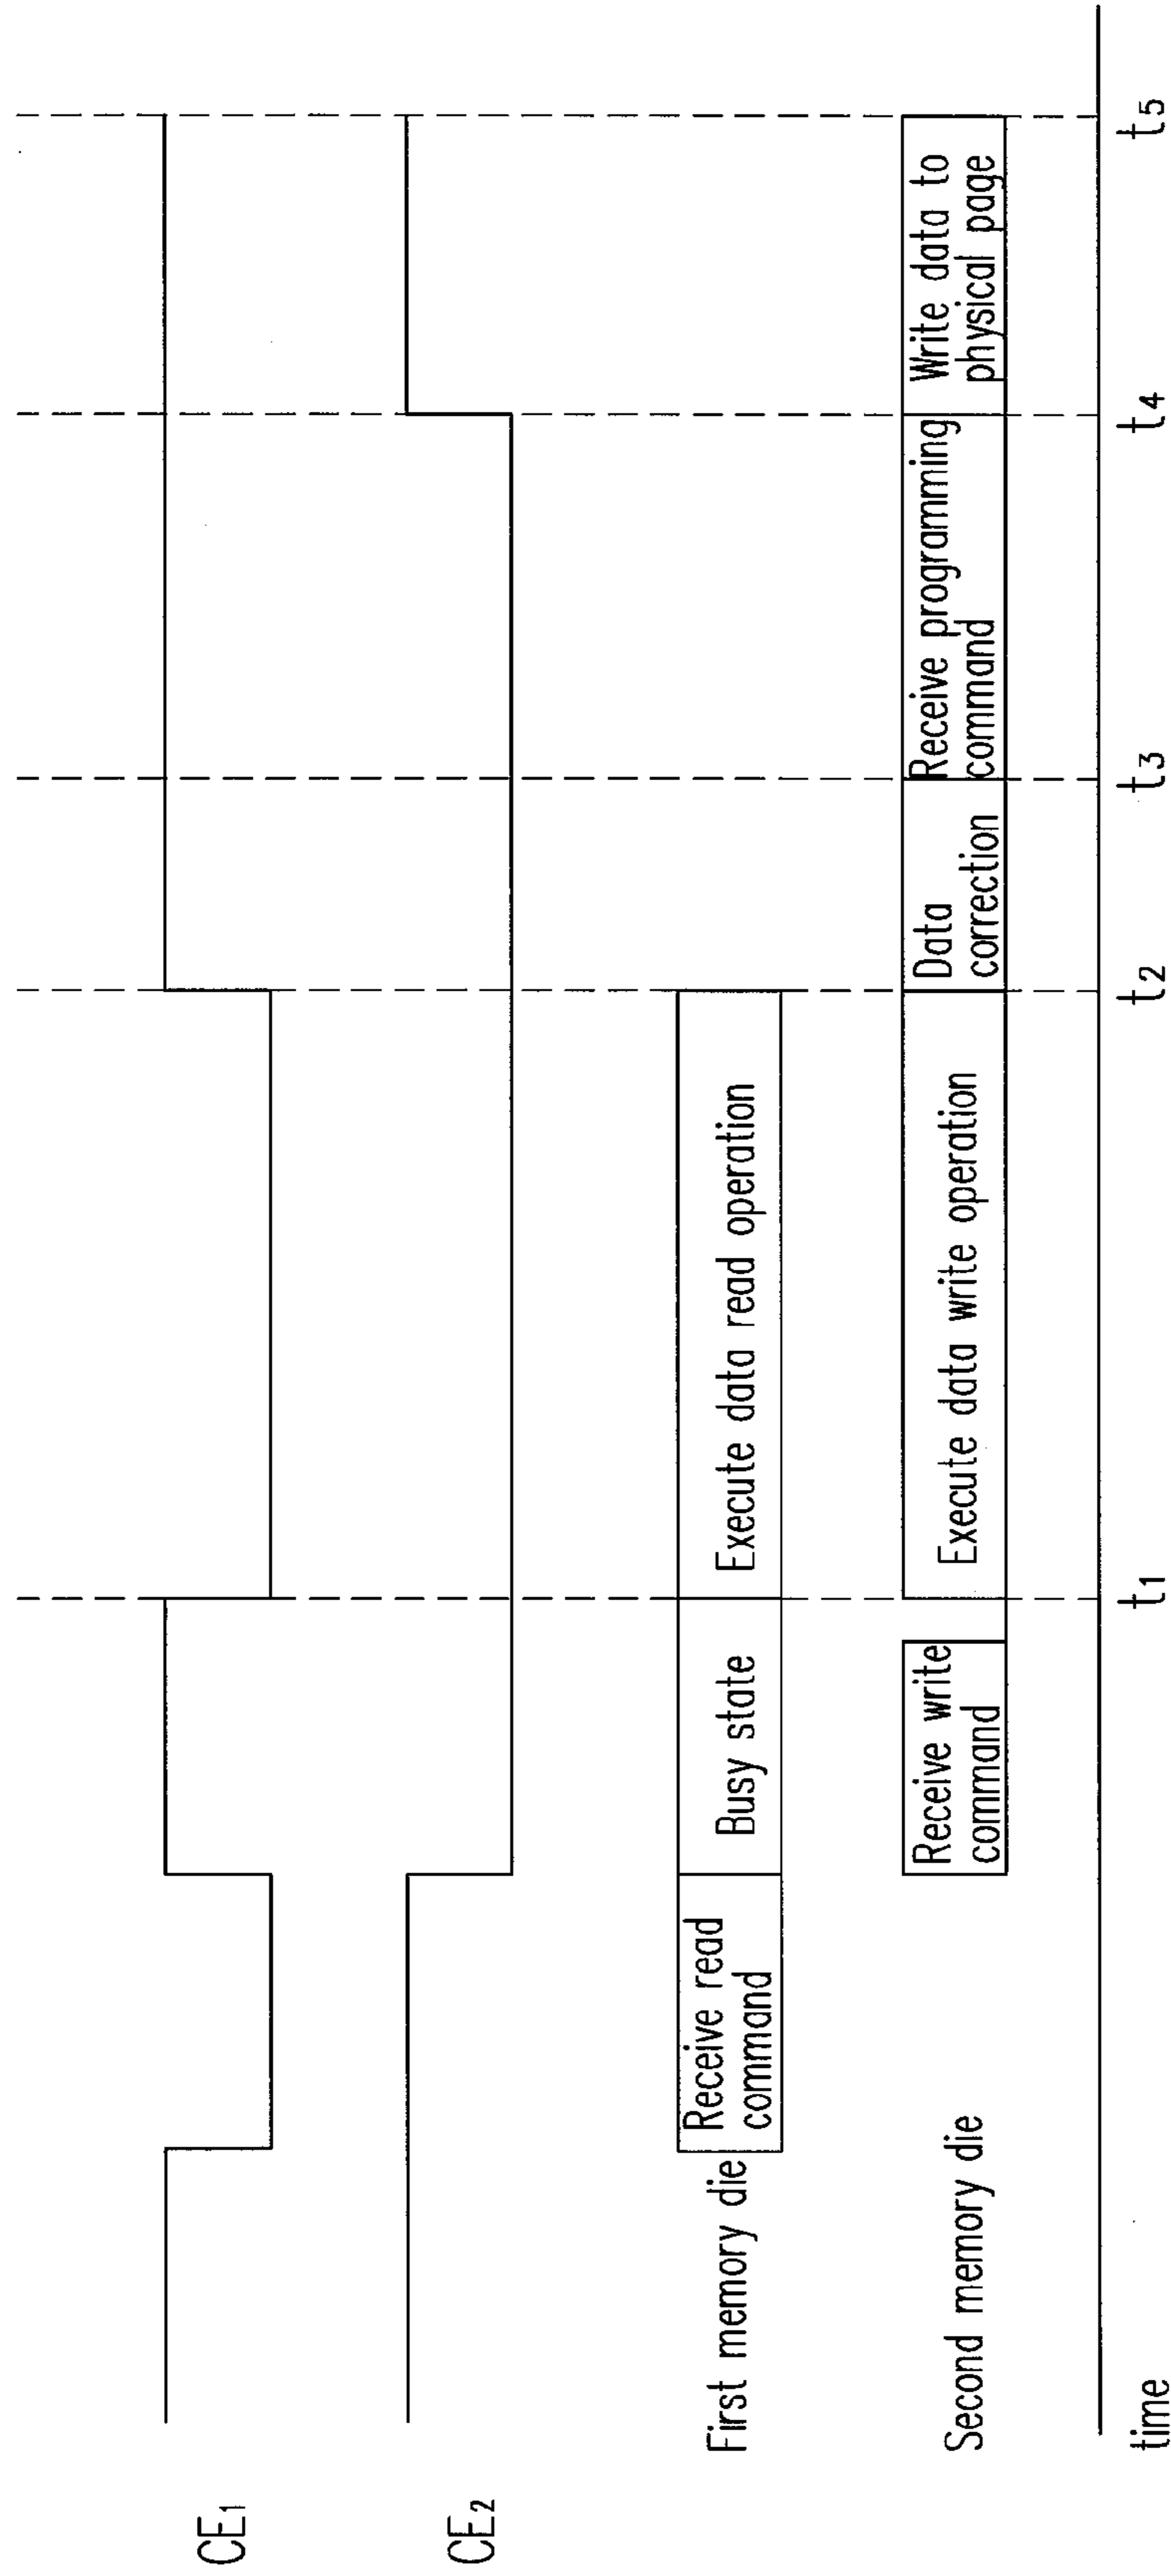 CE₁
CE₂
First memory die
Receive read
command
Busy state
Execute data read operation
Second memory die
Receive write
command
Execute data write operation
Data
correction
Receive programming
command
Write data to
physical page
time
t1
t2
t3
t4
t5